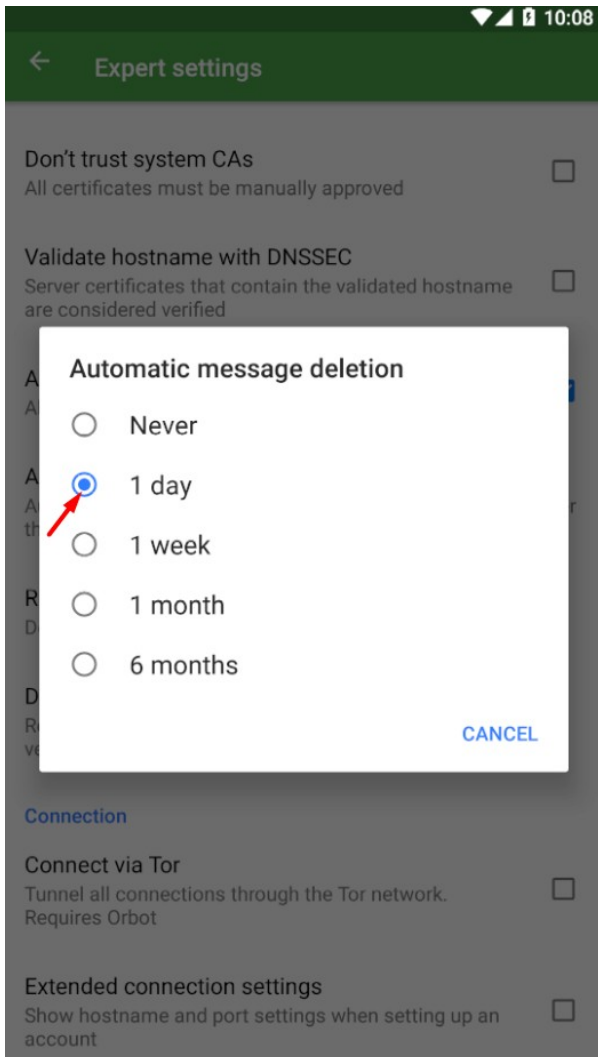 10:08
Expert settings
Don't trust system CAs
All certificates must be manually approved
Validate hostname with DNSSEC
Server certificates that contain the validated hostname
are considered verified
Automatic message deletion
Never
1 day
1 week
1 month
6 months
CANCEL
Connection
Connect via Tor
Tunnel all connections through the Tor network.
Requires Orbot
Extended connection settings
Show hostname and port settings when setting up an
account